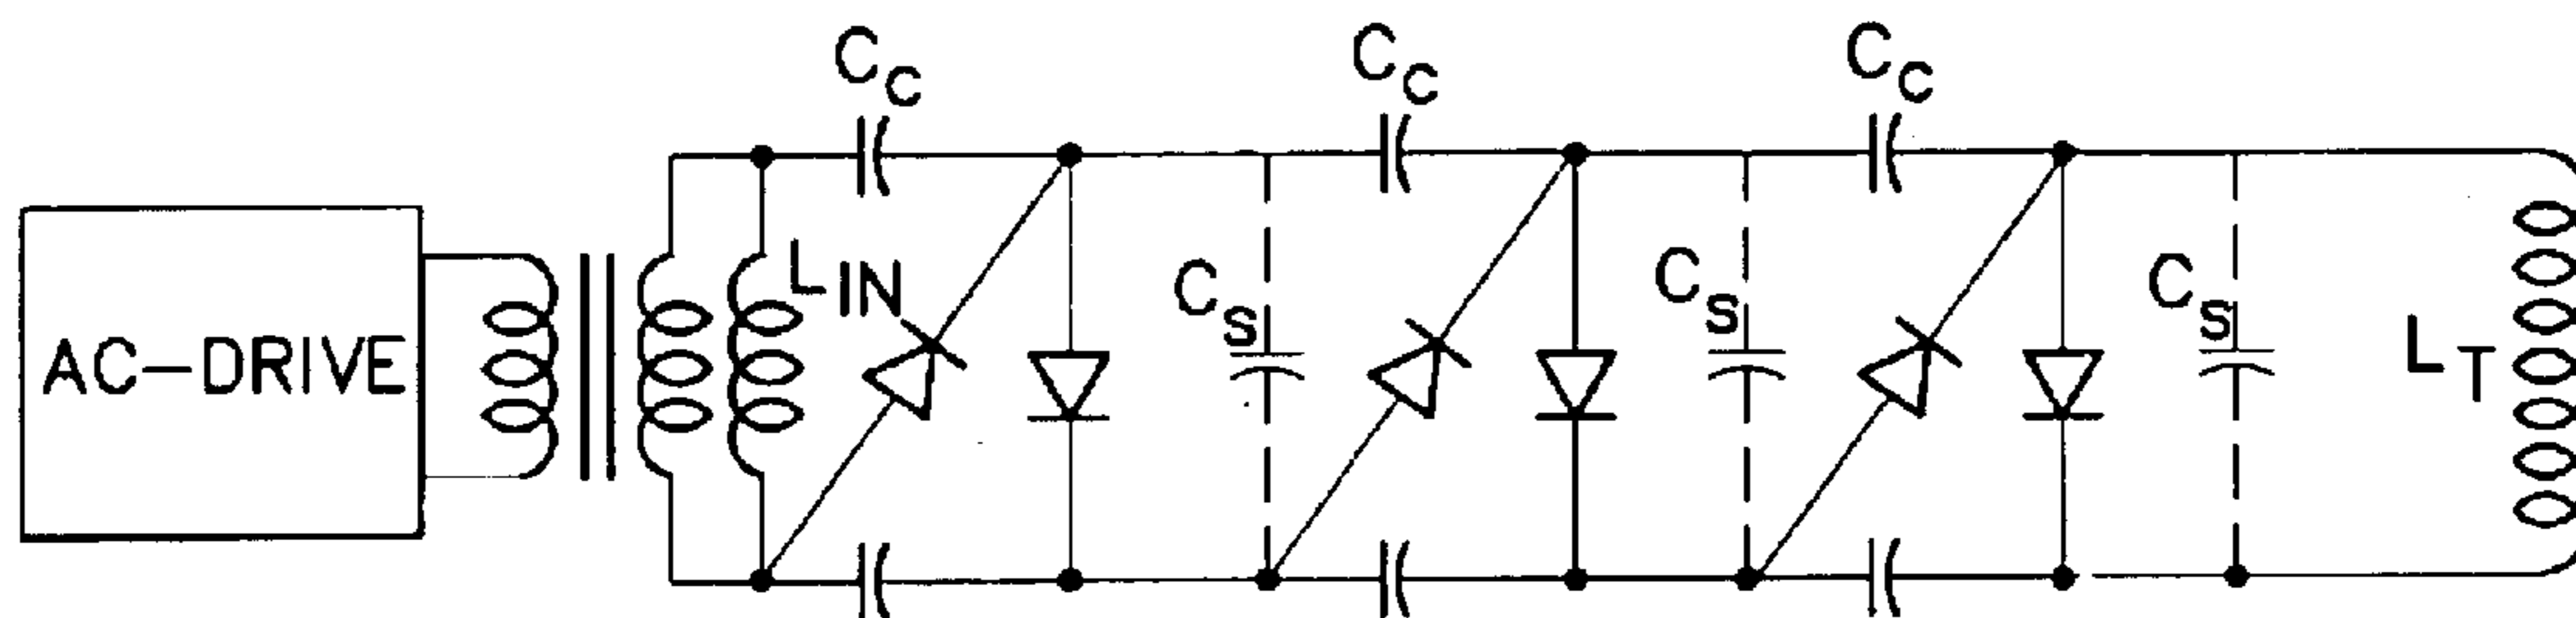 C_C
C_C
C_C
AC-DRIVE
L_IN
C_S
C_S
C_S
L_T